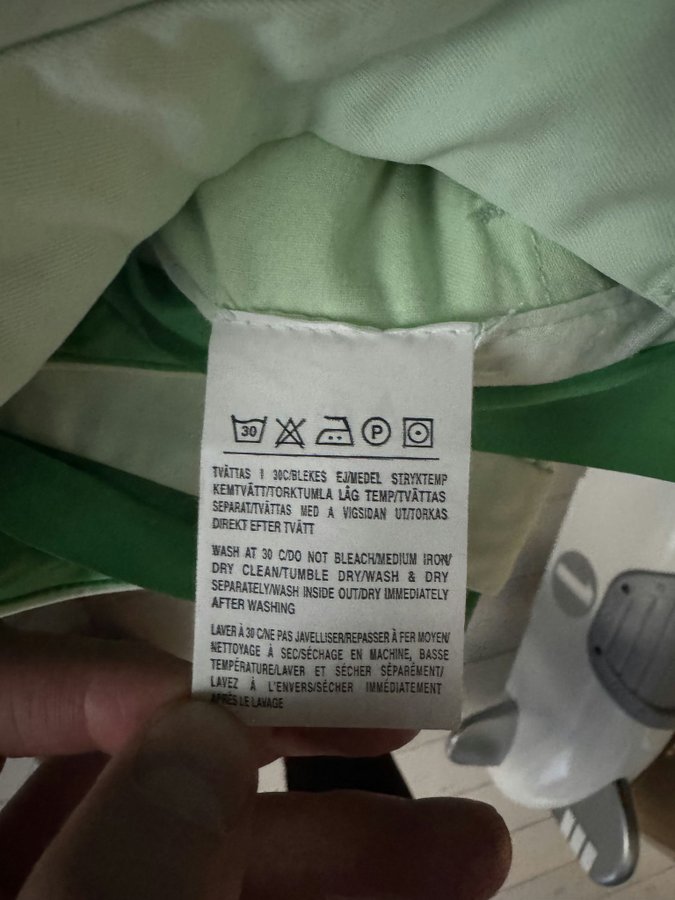 30 P
TVÄTTAS I 30C/BLEKES EJ/MEDEL STRYKTEMP
KEMTVÄTT/TORKTUMLA LÅG TEMP/TVÄTTAS
SEPARAT/TVÄTTAS MED A VIGSIDAN UT/TORKAS
DIREKT EFTER TVÄTT
WASH AT 30 C/DO NOT BLEACH/MEDIUM IRON/
DRY CLEAN/TUMBLE DRY/WASH & DRY
SEPARATELY/WASH INSIDE OUT/DRY IMMEDIATELY
AFTER WASHING
LAVER À 30 C/NE PAS JAVELLISER/REPASSER À FER MOYEN/
NETTOYAGE À SEC/SÉCHAGE EN MACHINE, BASSE
TEMPÉRATURE/LAVER ET SÉCHER SÉPARÉMENT/
LAVEZ À L'ENVERS/SÉCHER IMMÉDIATEMENT
APRÈS LE LAVAGE